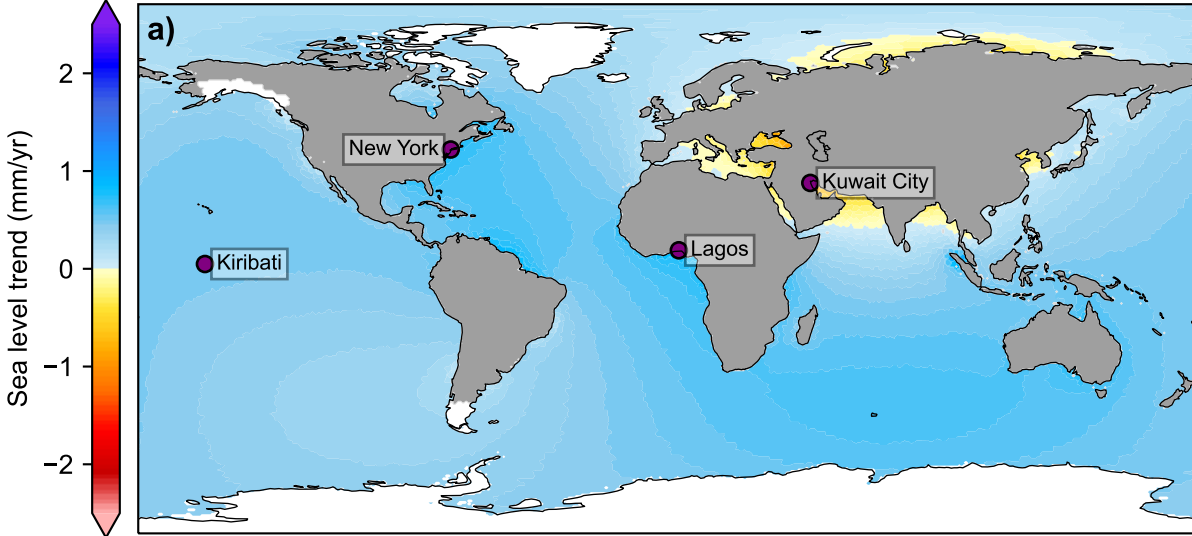 a)
Sea level trend (mm/yr)
2
1
0
−1
−2
New York
Kuwait City
Lagos
Kiribati